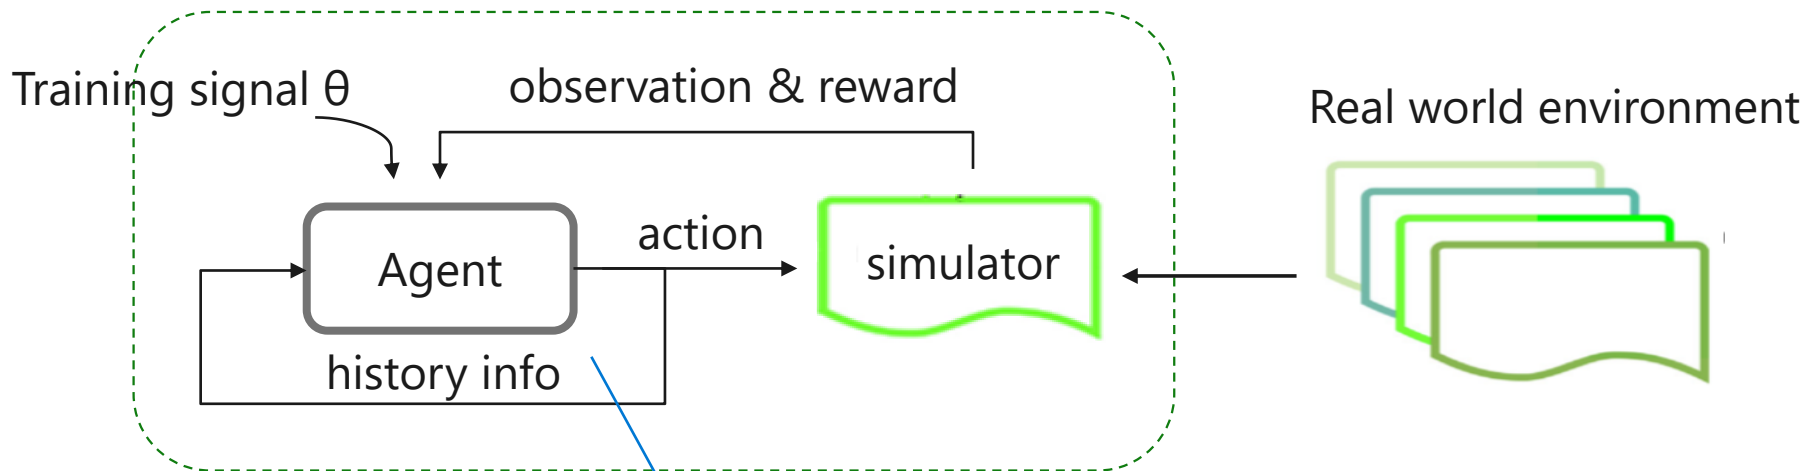 Training signal θ
observation & reward
Real world environment
action
Agent
simulator
history info